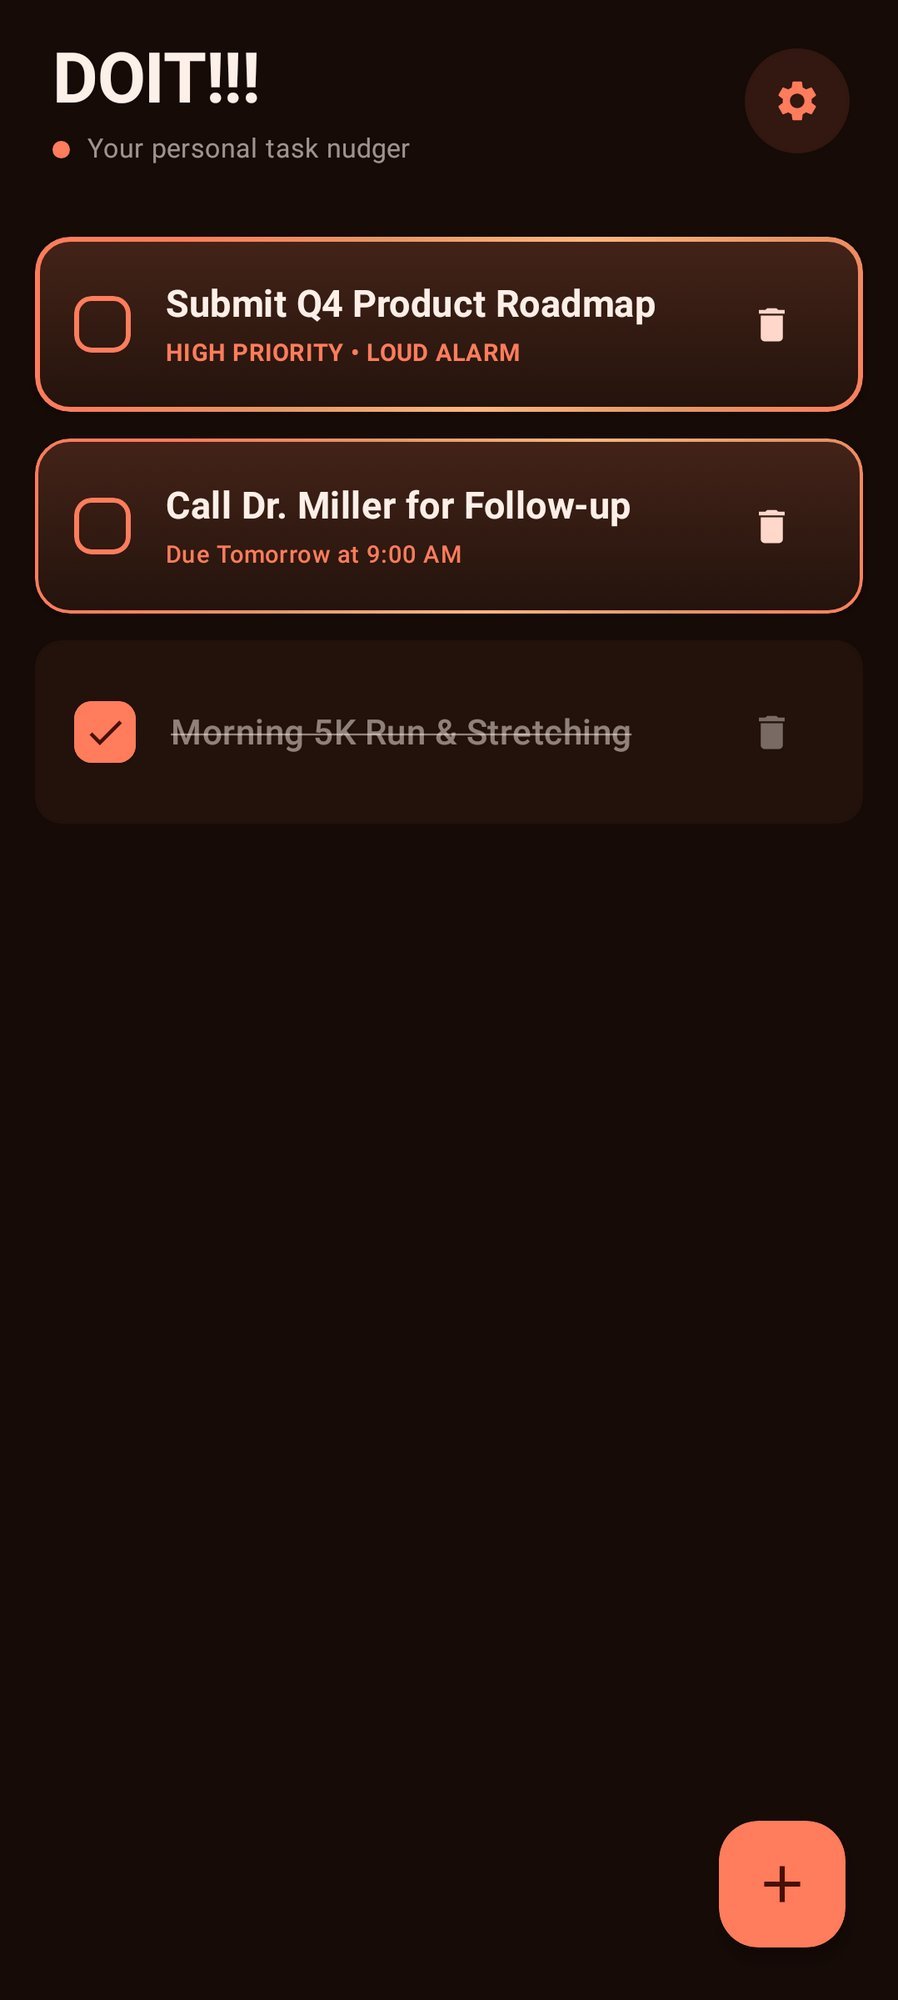 DOIT!!!
Your personal task nudger
Submit Q4 Product Roadmap
HIGH PRIORITY • LOUD ALARM
Call Dr. Miller for Follow-up
Due Tomorrow at 9:00 AM
Morning 5K Run & Stretching